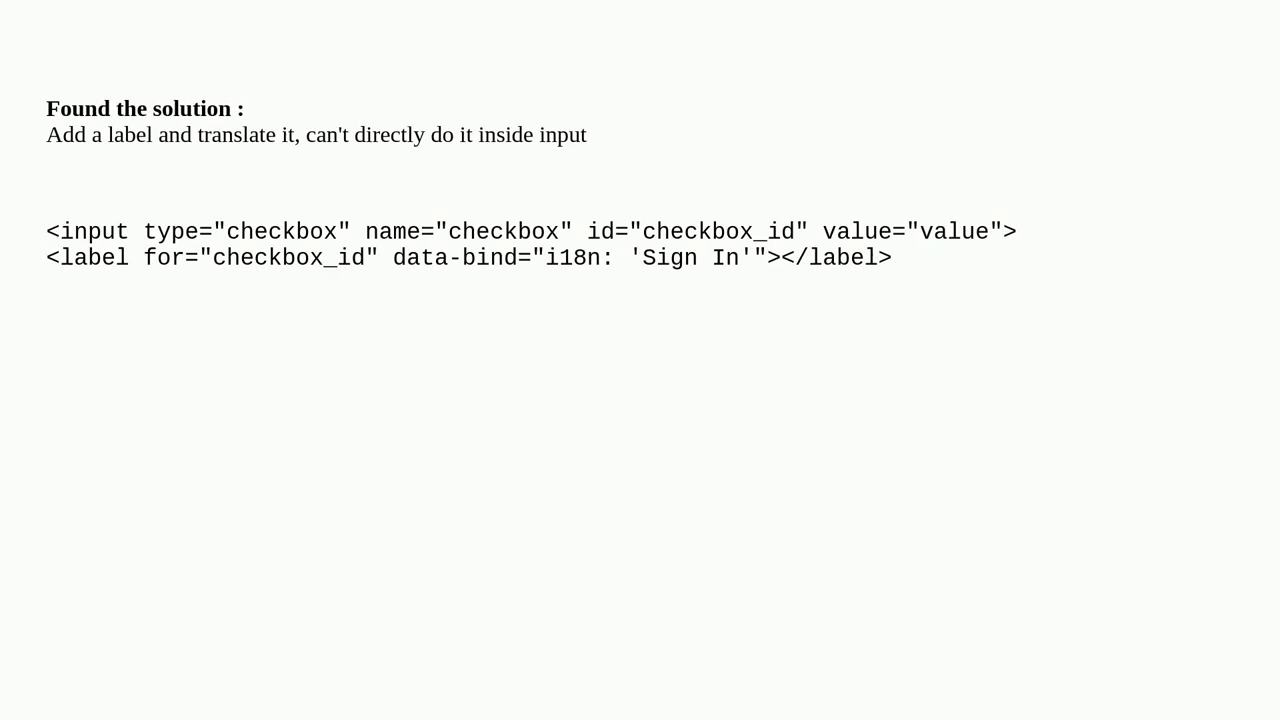 Found the solution :
Add a label and translate it, can't directly do it inside input
<input type="checkbox" name="checkbox" id="checkbox_id" value="value">
<label for="checkbox_id" data-bind="i18n: 'Sign In'"></label>